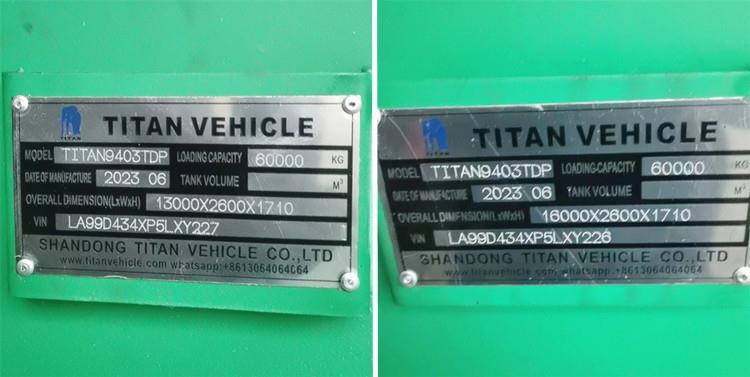 TITAN
TITAN VEHICLE
MODEL TITAN9403TDP LOADING CAPACITY 60000 KG
DATE OF MANUFACTURE 2023 06 TANK VOLUME M³
OVERALL DIMENSION(LxWxH) 13000X2600X1710
VIN LA99D434XP5LXY227
SHANDONG TITAN VEHICLE CO.,LTD
www.titanvehicle.com whatsapp:+8613064064064
TITAN
TITAN VEHICLE
MODEL TITAN9403TDP LOADING-CAPACITY 60000 KG
DATE OF MANUFACTURE 2023 06 TANK VOLUME M³
OVERALL DIMENSION(LxWxH) 16000X2600X1710
VIN LA99D434XP5LXY226
SHANDONG TITAN VEHICLE CO.,LTD
www.titanvehicle.com whatsapp:+8613064064064